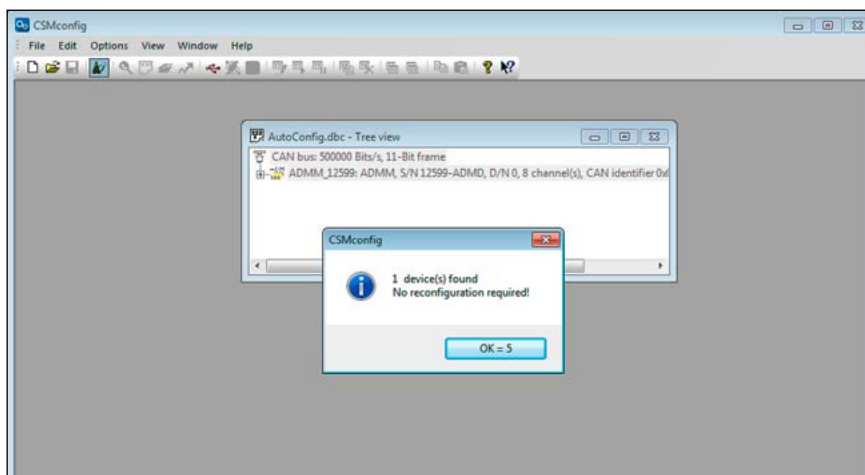 CSMconfig
File Edit Options View Window Help
AutoConfig.dbc - Tree view
CAN bus: 500000 Bits/s, 11-Bit frame
ADMM_12599: ADMM, S/N 12599-ADMD, D/N 0, 8 channel(s), CAN identifier
CSMconfig
1 device(s) found
No reconfiguration required!
OK = 5